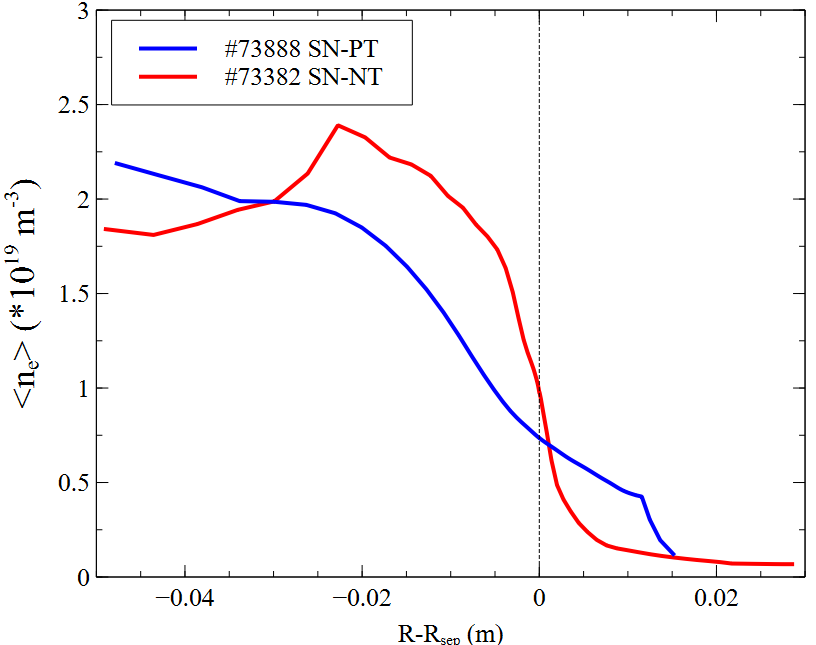 3
2.5
2
1.5
1
0.5
0
<n_e> (*10^19 m^-3)
#73888 SN-PT
#73382 SN-NT
−0.04 −0.02 0 0.02
R-R_sep (m)